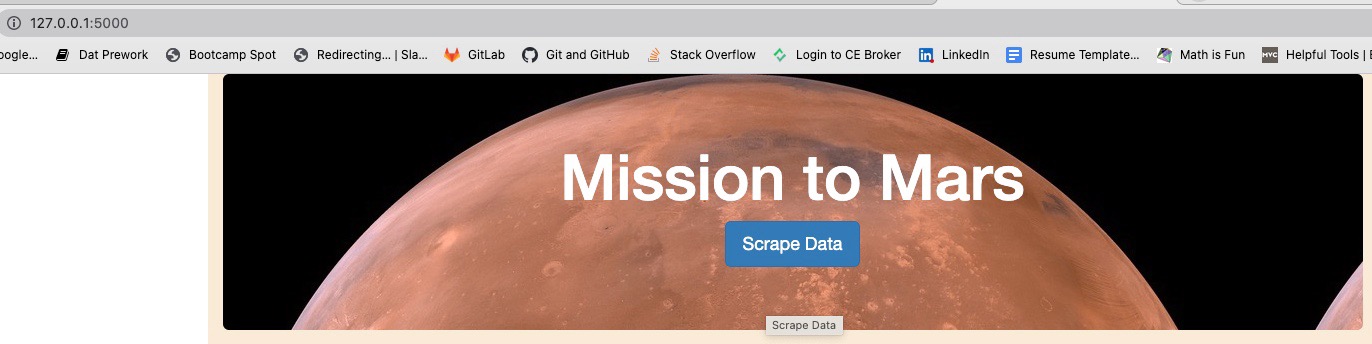 127.0.0.1:5000
oogle... Dat Prework Bootcamp Spot Redirecting... | Sla... GitLab Git and GitHub Stack Overflow Login to CE Broker LinkedIn Resume Template... Math is Fun MYC Helpful Tools |
Mission to Mars
Scrape Data
Scrape Data